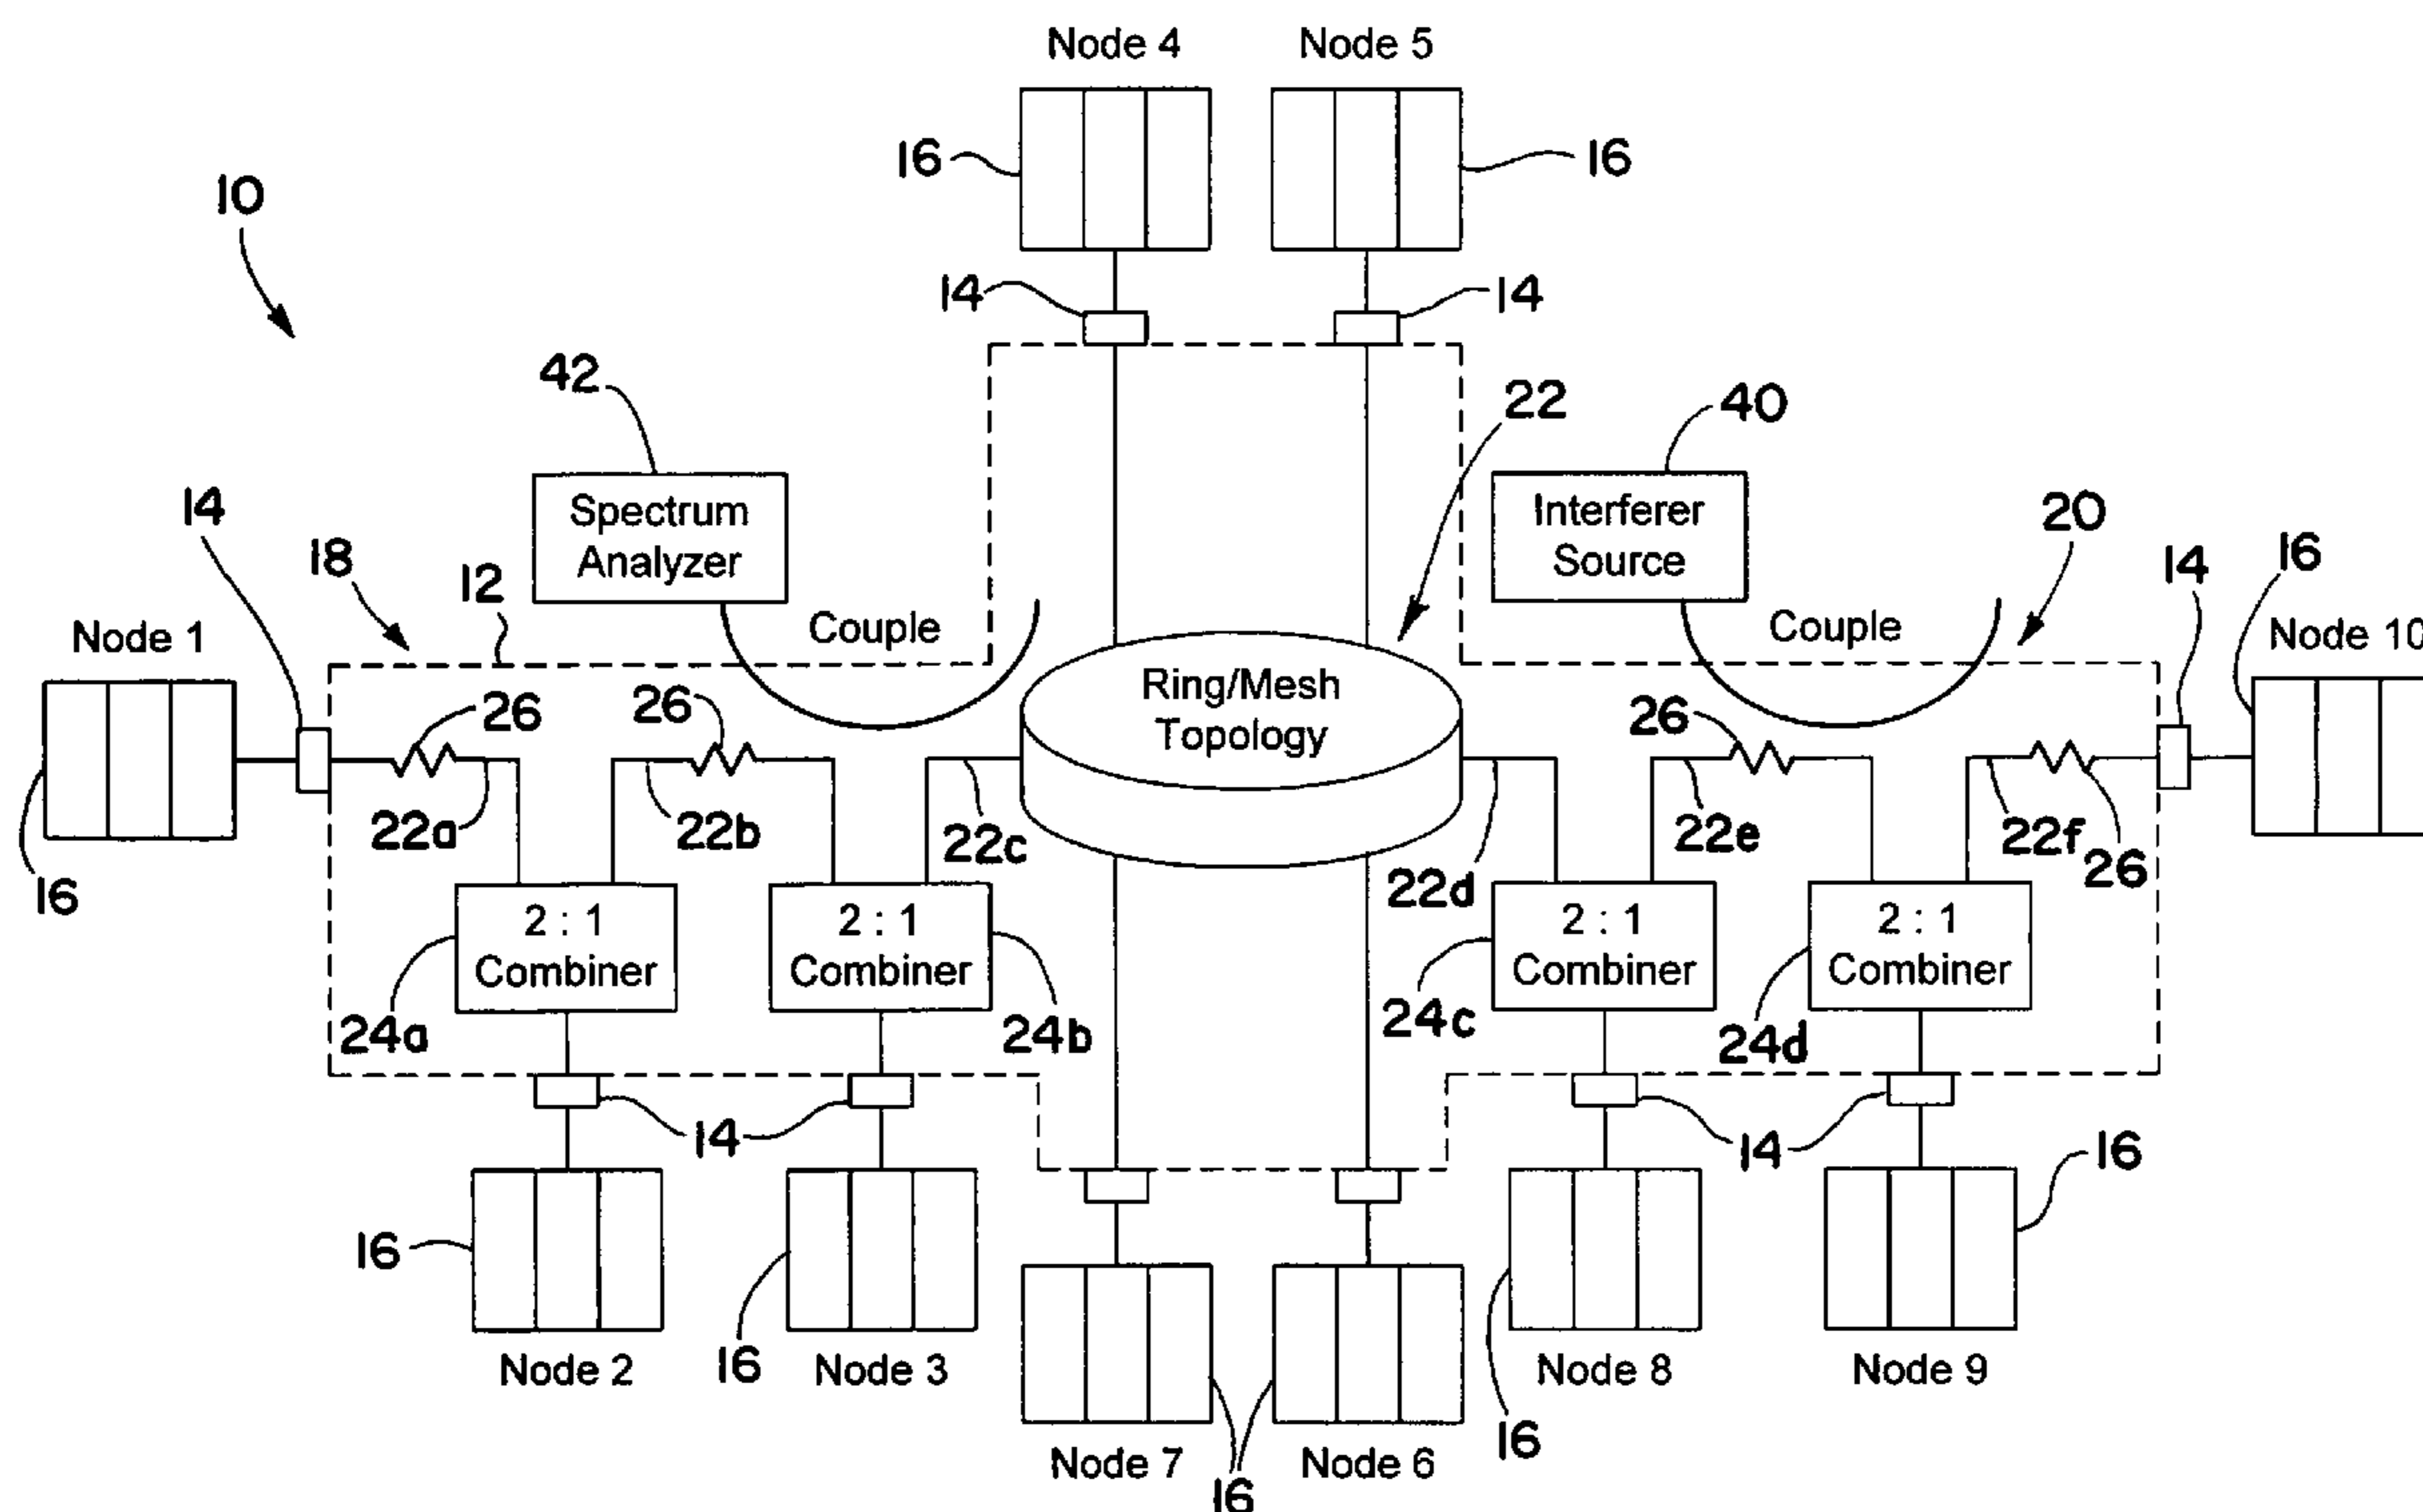 Node 4
Node 5
16
16
10
14
14
42
22
40
Spectrum
Analyzer
Interferer
Source
14
18
12
20
14
16
Node 1
Couple
Couple
Node 10
Ring/Mesh
Topology
26
26
26
22a
22b
22c
22d
22e
22f
26
16
2 : 1
Combiner
2 : 1
Combiner
2 : 1
Combiner
2 : 1
Combiner
24a
24b
24c
24d
14
14
16
16
16
16
Node 2
Node 3
Node 8
Node 9
16
Node 7
Node 6
16